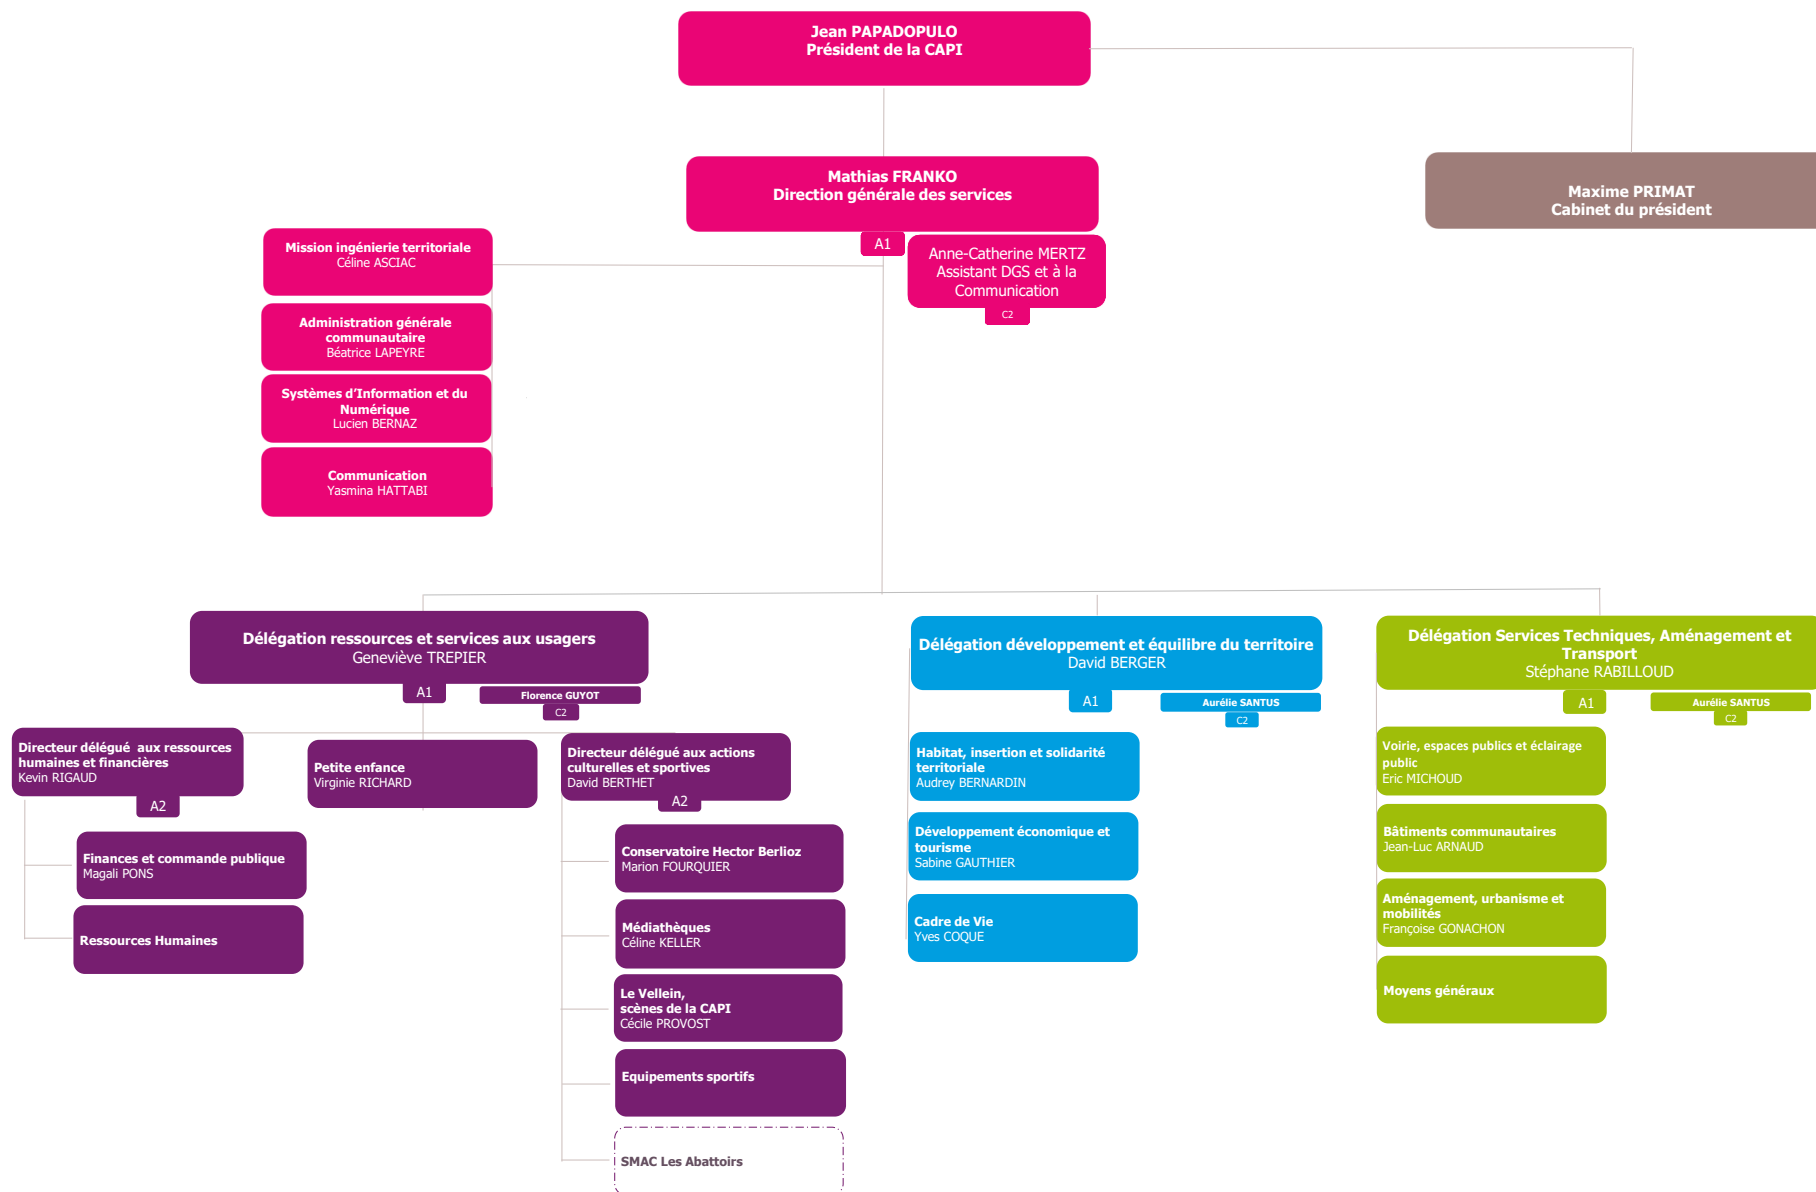 Jean PAPADOPULO
Président de la CAPI
Mathias FRANKO
Direction générale des services
A1
Maxime PRIMAT
Cabinet du président
Anne-Catherine MERTZ
Assistant DGS et à la
Communication
C2
Mission ingénierie territoriale
Céline ASCIAC
Administration générale
communautaire
Béatrice LAPEYRE
Systèmes d'Information et du
Numérique
Lucien BERNAZ
Communication
Yasmina HATTABI
Délégation ressources et services aux usagers
Geneviève TREPIER
A1
Florence GUYOT
C2
Directeur délégué aux ressources
humaines et financières
Kevin RIGAUD
A2
Finances et commande publique
Magali PONS
Ressources Humaines
Petite enfance
Virginie RICHARD
Directeur délégué aux actions
culturelles et sportives
David BERTHET
A2
Conservatoire Hector Berlioz
Marion FOURQUIER
Médiathèques
Céline KELLER
Le Vellein,
scènes de la CAPI
Cécile PROVOST
Equipements sportifs
SMAC Les Abattoirs
Délégation développement et équilibre du territoire
David BERGER
A1
Aurélie SANTUS
C2
Habitat, insertion et solidarité
territoriale
Audrey BERNARDIN
Développement économique et
tourisme
Sabine GAUTHIER
Cadre de Vie
Yves COQUE
Délégation Services Techniques, Aménagement et
Transport
Stéphane RABILLOUD
A1
Aurélie SANTUS
C2
Voirie, espaces publics et éclairage
public
Eric MICHOUD
Bâtiments communautaires
Jean-Luc ARNAUD
Aménagement, urbanisme et
mobilités
Françoise GONACHON
Moyens généraux